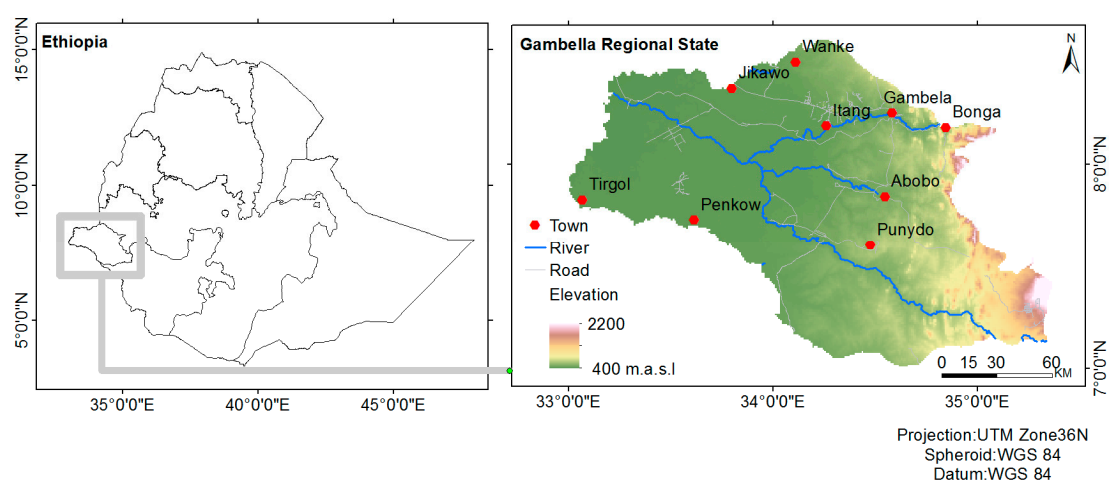 Ethiopia
15°0'0"N
10°0'0"N
5°0'0"N
35°0'0"E
40°0'0"E
45°0'0"E
Gambella Regional State
N
Wanke
Jikawo
Gambela
Itang
Bonga
Tirgol
Abobo
Penkow
Punydo
Town
River
Road
Elevation
2200
400 m.a.s.l
0 15 30 60
KM
8°0'0"N
7°0'0"N
33°0'0"E
34°0'0"E
35°0'0"E
Projection:UTM Zone36N
Spheroid:WGS 84
Datum:WGS 84